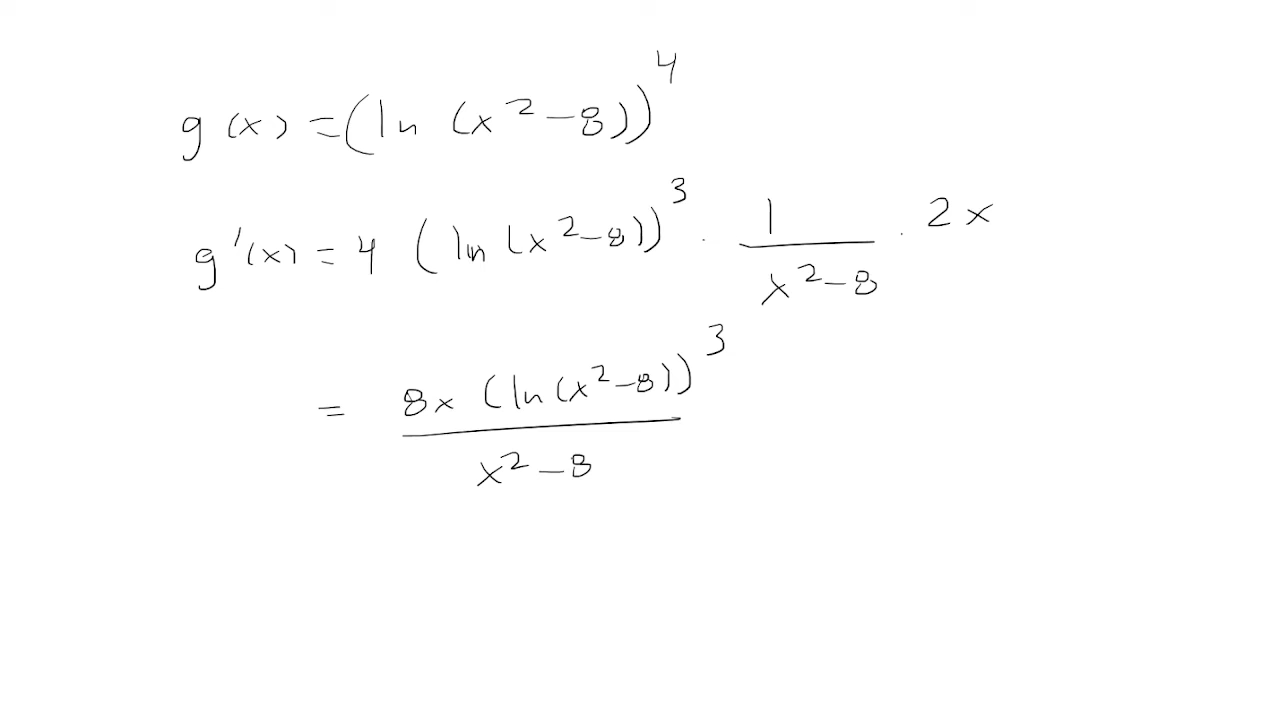 g(x) = (ln (x² - 8))⁴
g'(x) = 4 (ln (x² - 8))³ · 1/(x² - 8) · 2x
= 8x (ln(x² - 8))³/(x² - 8)